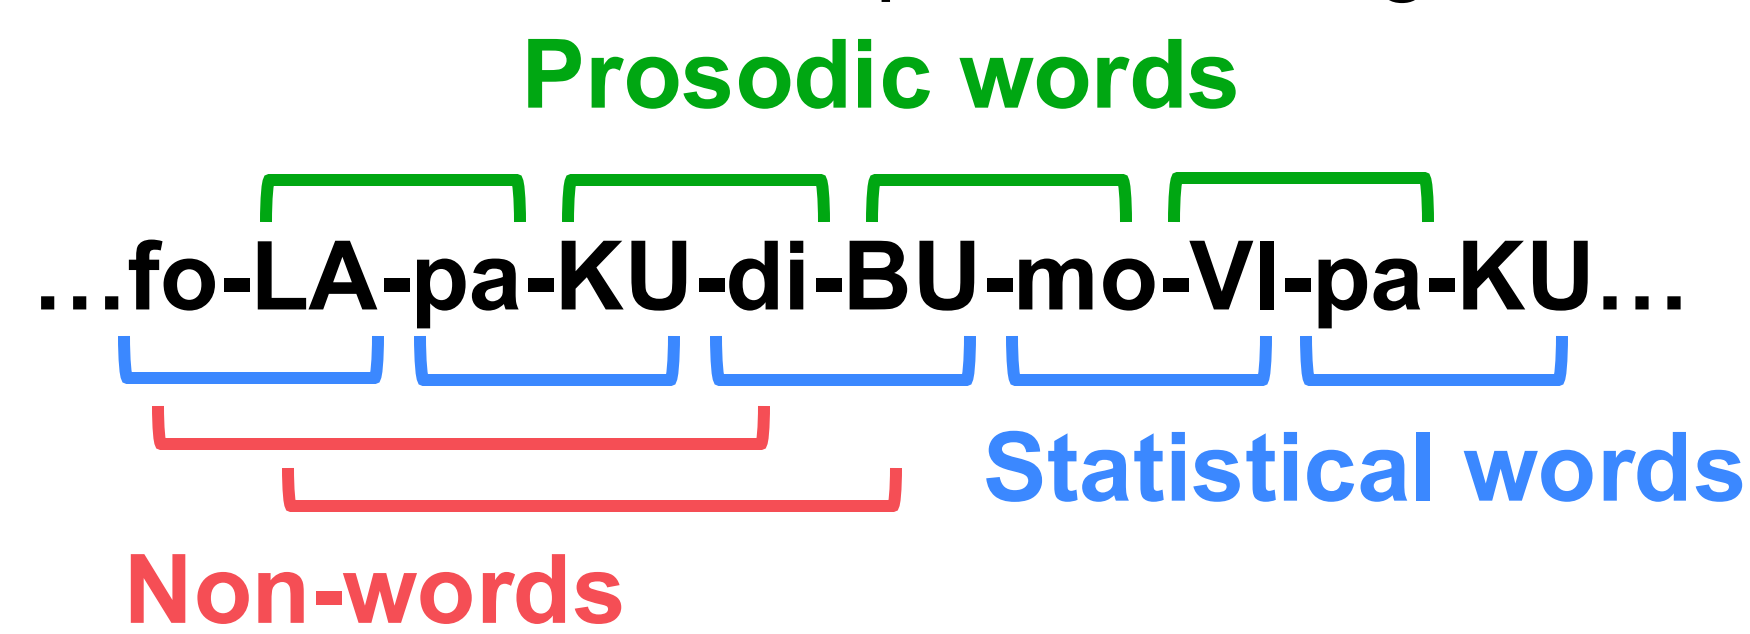 Prosodic words
…fo-LA-pa-KU-di-BU-mo-VI-pa-KU…
Statistical words
Non-words